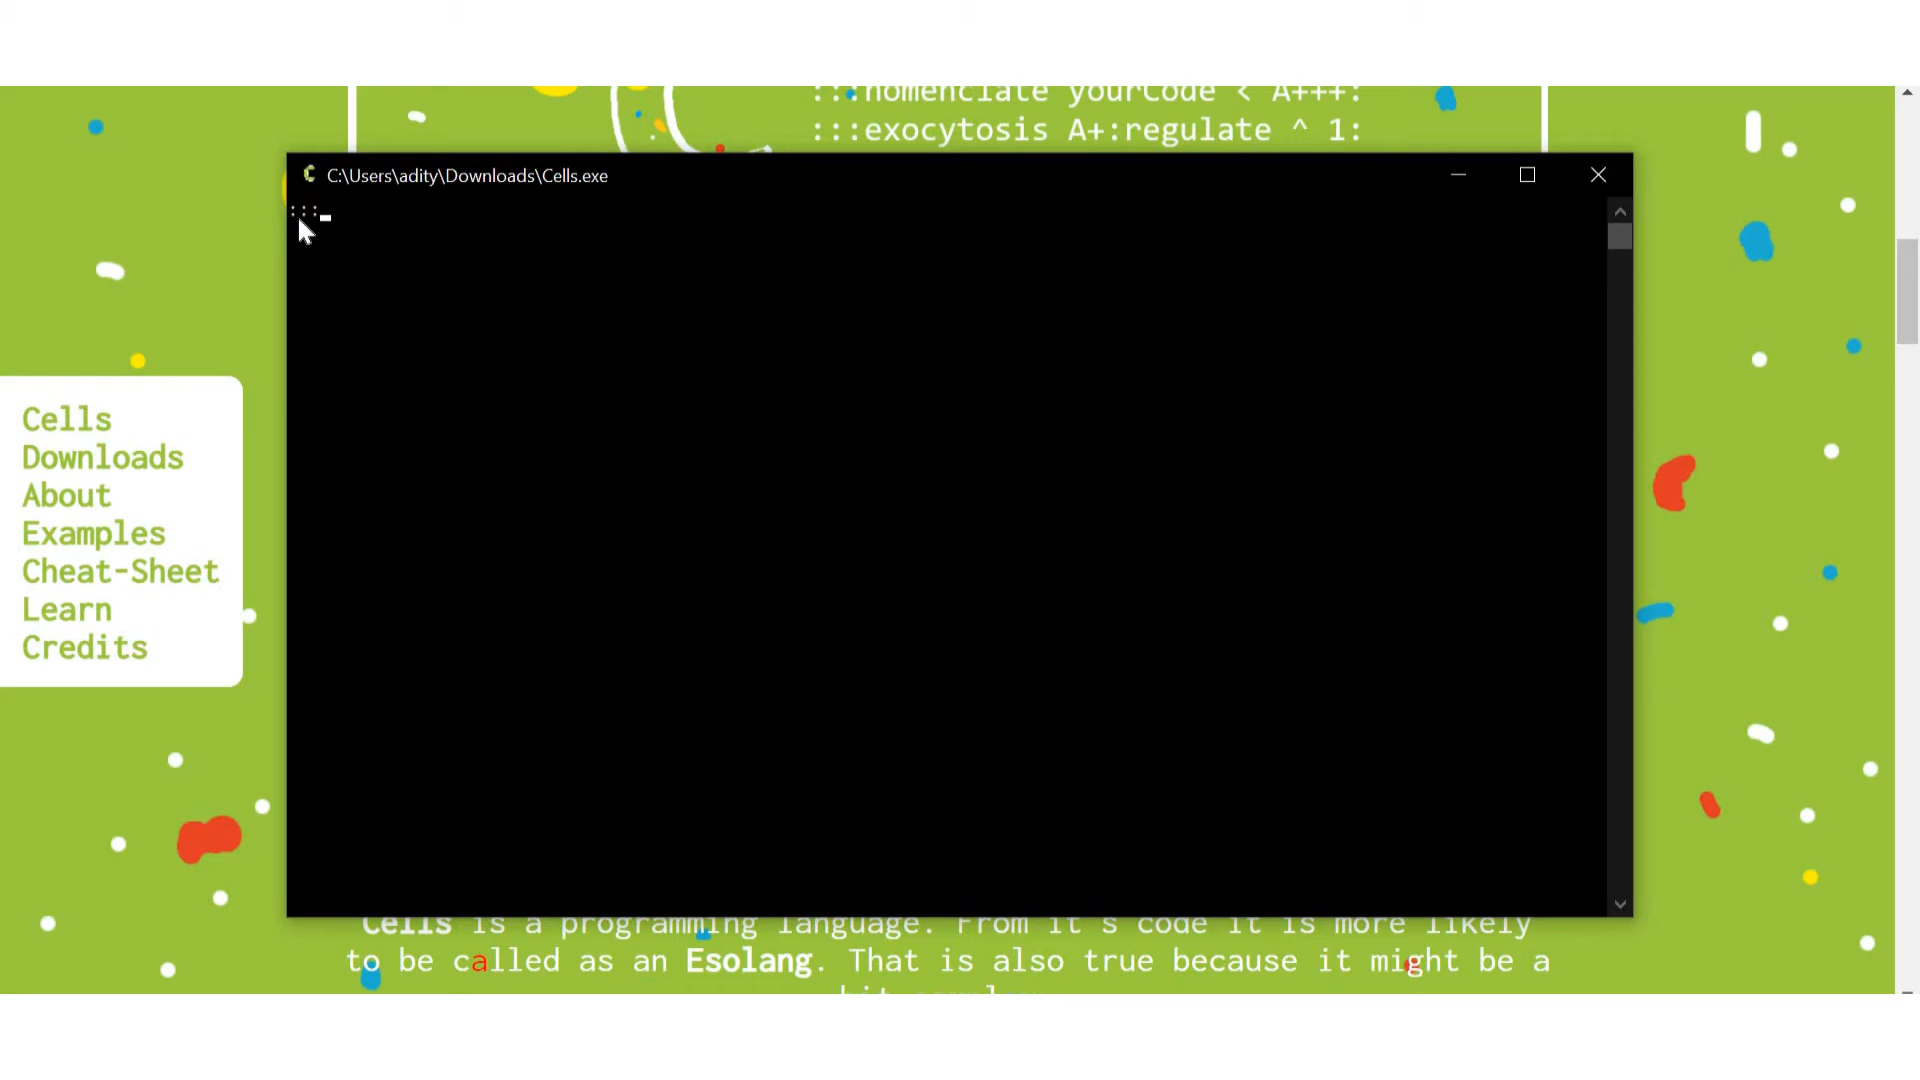 :::nomenclate yourCode < A+++:
:::exocytosis A+:regulate ^ 1:
C:\Users\adity\Downloads\Cells.exe
:::
Cells
Downloads
About
Examples
Cheat-Sheet
Learn
Credits
Cells is a programming language. From it's code it is more likely
to be called as an Esolang. That is also true because it might be a
bit